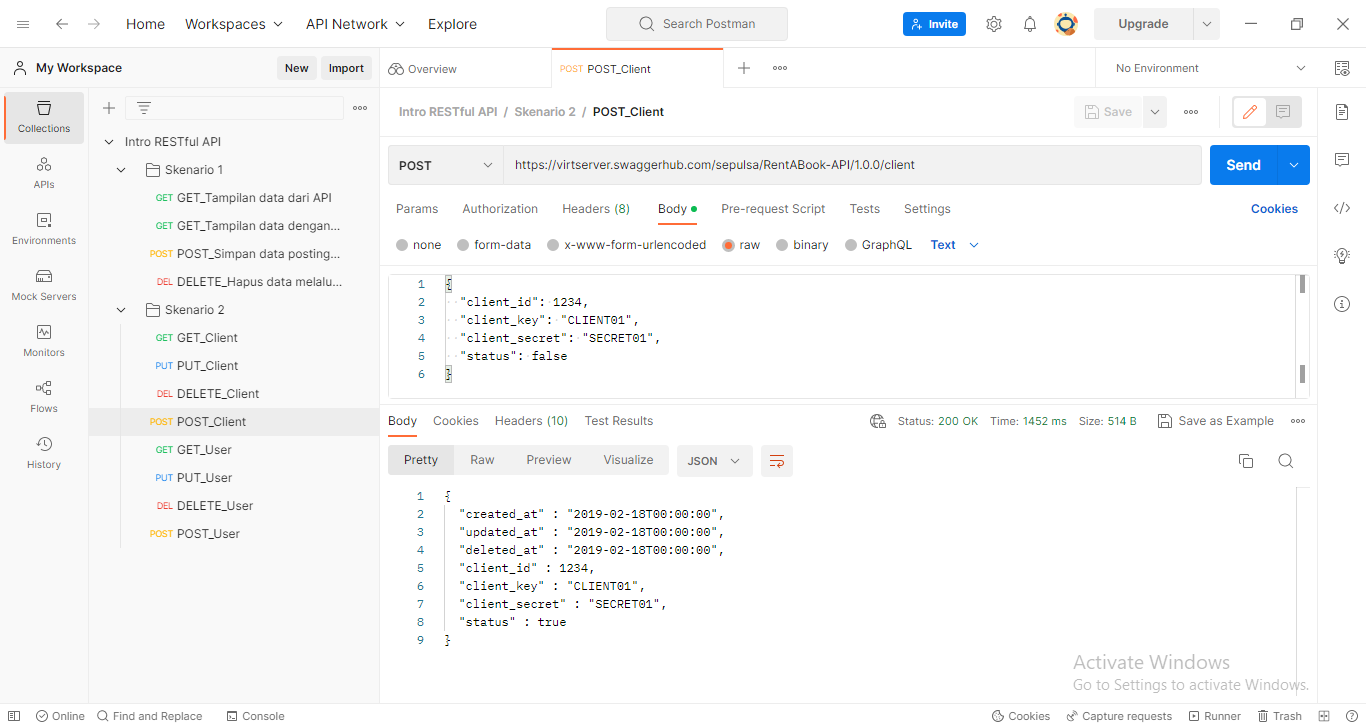 Home Workspaces API Network Explore Search Postman Invite Upgrade
My Workspace New Import Overview POST POST_Client No Environment
Collections
APIs
Environments
Mock Servers
Monitors
Flows
History
Intro RESTful API
Skenario 1
GET GET_Tampilan data dari API
GET GET_Tampilan data dengan...
POST POST_Simpan data posting...
DEL DELETE_Hapus data melalu...
Skenario 2
GET GET_Client
PUT PUT_Client
DEL DELETE_Client
POST POST_Client
GET GET_User
PUT PUT_User
DEL DELETE_User
POST POST_User
Intro RESTful API / Skenario 2 / POST_Client Save
POST https://virtserver.swaggerhub.com/sepulsa/RentABook-API/1.0.0/client Send
Params Authorization Headers (8) Body Pre-request Script Tests Settings Cookies
none form-data x-www-form-urlencoded raw binary GraphQL Text
1 {
2 "client_id": 1234,
3 "client_key": "CLIENT01",
4 "client_secret": "SECRET01",
5 "status": false
6 }
Body Cookies Headers (10) Test Results Status: 200 OK Time: 1452 ms Size: 514 B Save as Example
Pretty Raw Preview Visualize JSON
1 {
2 "created_at" : "2019-02-18T00:00:00",
3 "updated_at" : "2019-02-18T00:00:00",
4 "deleted_at" : "2019-02-18T00:00:00",
5 "client_id" : 1234,
6 "client_key" : "CLIENT01",
7 "client_secret" : "SECRET01",
8 "status" : true
9 }
Activate Windows
Go to Settings to activate Windows.
Online Find and Replace Console Cookies Capture requests Runner Trash